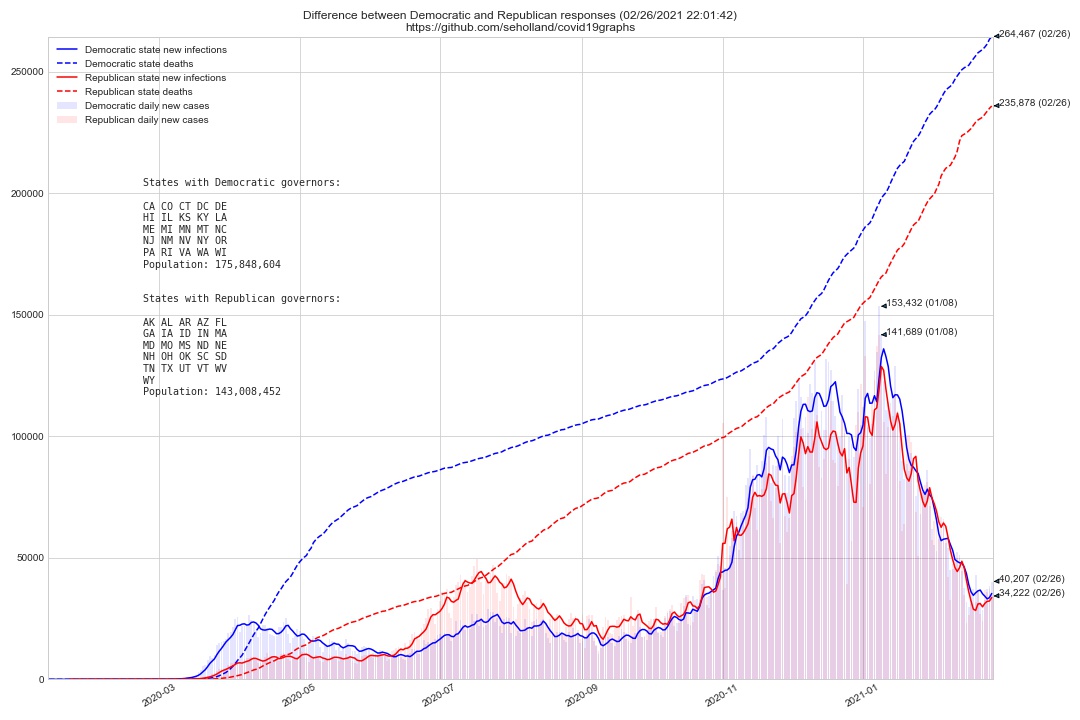 Difference between Democratic and Republican responses (02/26/2021 22:01:42)
https://github.com/seholland/covid19graphs
264,467 (02/26)
Democratic state new infections
Democratic state deaths
Republican state new infections
Republican state deaths
Democratic daily new cases
Republican daily new cases
250000
235,878 (02/26)
States with Democratic governors:
200000
CA CO CT DC DE
HI IL KS KY LA
ME MI MN MT NC
NJ NM NV NY OR
PA RI VA WA WI
Population: 175,848,604
States with Republican governors:
153,432 (01/08)
150000
AK AL AR AZ FL
GA IA ID IN MA
141,689 (01/08)
MD MO MS ND NE
NH OH OK SC SD
TN TX UT VT WV
WY
Population: 143,008,452
100000
50000
40,207 (02/26)
34,222 (02/26)
0
2020-03
2020-05
2020-07
2020-09
2020-11
2021-01